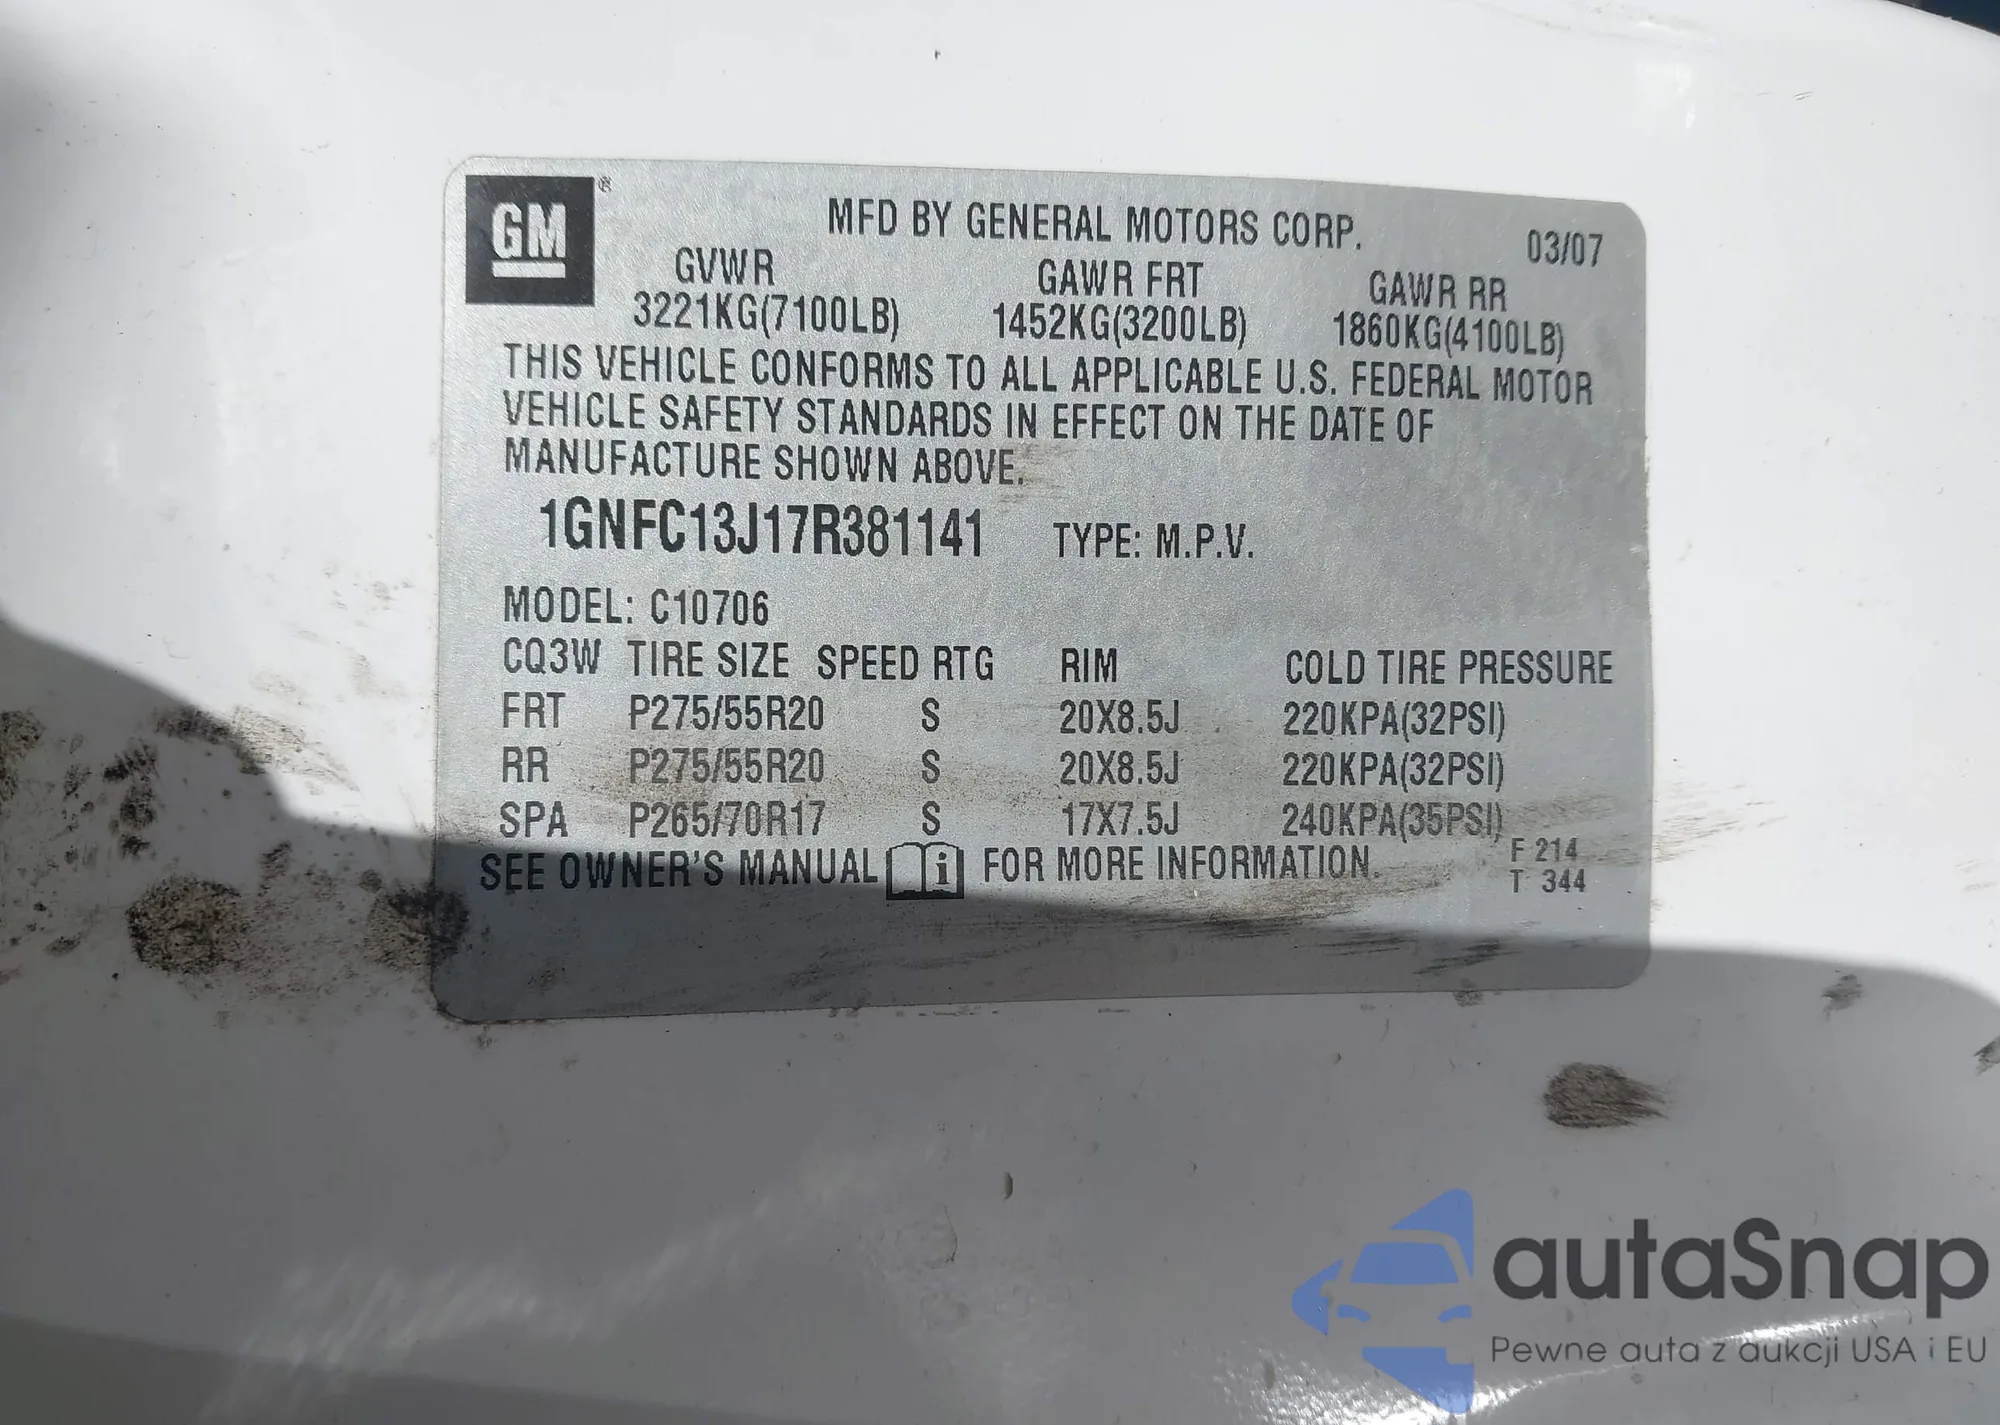 GM®
MFD BY GENERAL MOTORS CORP. 03/07
GVWR GAWR FRT GAWR RR
3221KG(7100LB) 1452KG(3200LB) 1860KG(4100LB)
THIS VEHICLE CONFORMS TO ALL APPLICABLE U.S. FEDERAL MOTOR
VEHICLE SAFETY STANDARDS IN EFFECT ON THE DATE OF
MANUFACTURE SHOWN ABOVE.
1GNFC13J17R381141 TYPE: M.P.V.
MODEL: C10706
CQ3W TIRE SIZE SPEED RTG RIM COLD TIRE PRESSURE
FRT P275/55R20 S 20X8.5J 220KPA(32PSI)
RR P275/55R20 S 20X8.5J 220KPA(32PSI)
SPA P265/70R17 S 17X7.5J 240KPA(35PSI)
SEE OWNER'S MANUAL i FOR MORE INFORMATION.
F 214
T 344
autaSnap
Pewne auta z aukcji USA i EU